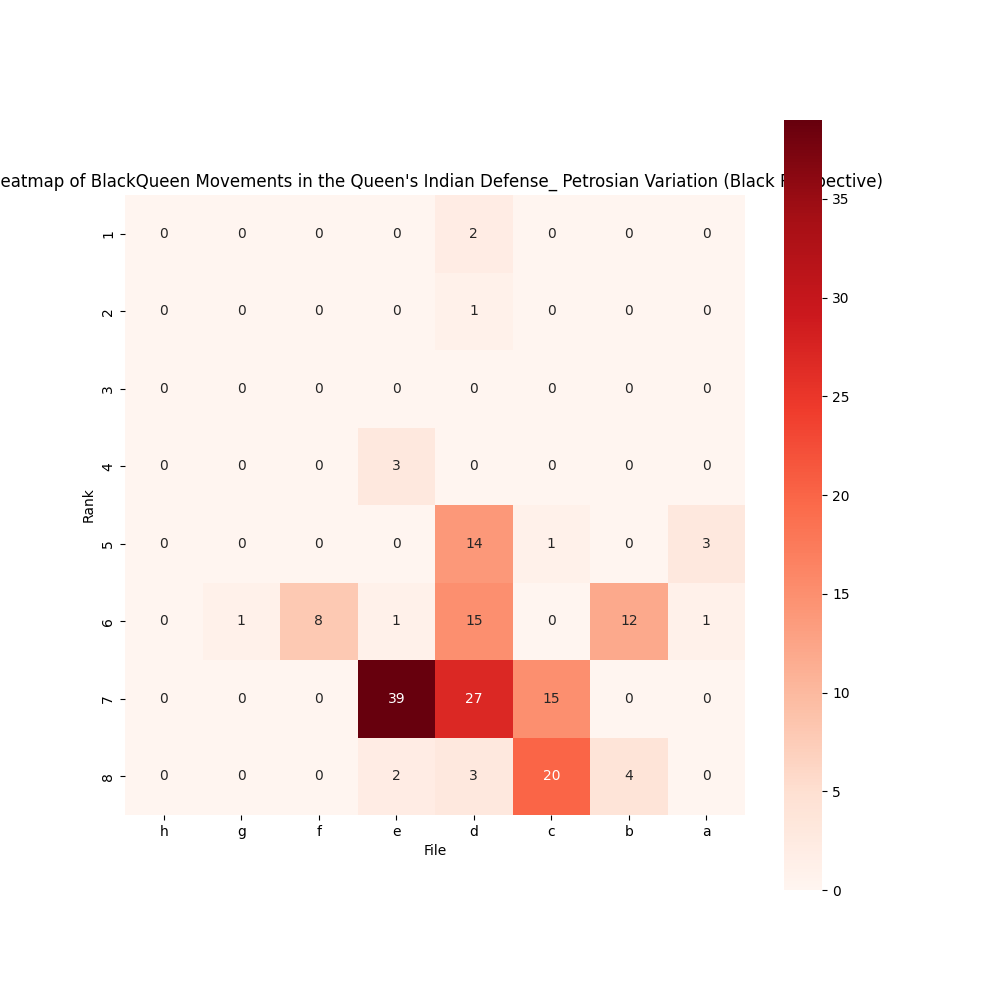 eatmap of BlackQueen Movements in the Queen's Indian Defense_ Petrosian Variation (Black pective)
35
1 0 0 0 0 2 0 0 0
30
2 0 0 0 0 1 0 0 0
3 0 0 0 0 0 0 0 0
25
4 0 0 0 3 0 0 0 0
20
Rank
5 0 0 0 0 14 1 0 3
15
6 0 1 8 1 15 0 12 1
10
7 0 0 0 39 27 15 0 0
5
8 0 0 0 2 3 20 4 0
h g f e d c b a
File
0